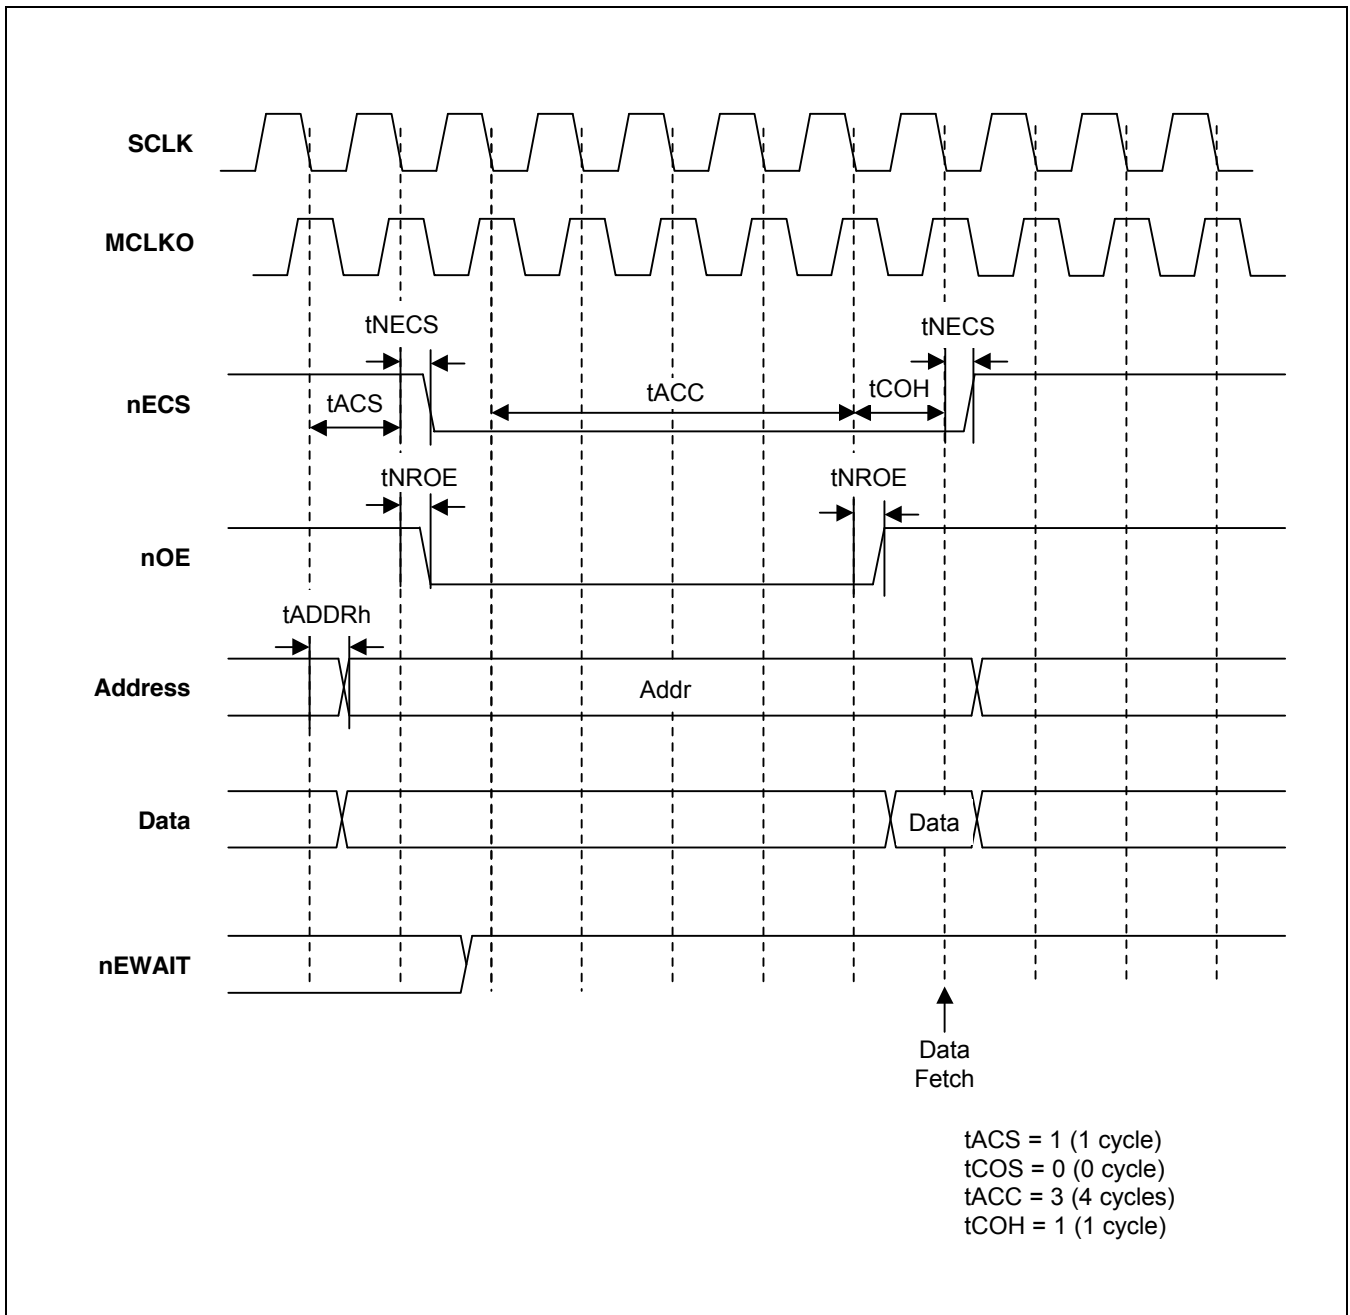 SCLK
MCLKO
tNECS
tNECS
nECS
tACS
tACC
tCOH
tNROE
tNROE
nOE
tADDRh
Address
Addr
Data
Data
nEWAIT
Data
Fetch
tACS = 1 (1 cycle)
tCOS = 0 (0 cycle)
tACC = 3 (4 cycles)
tCOH = 1 (1 cycle)